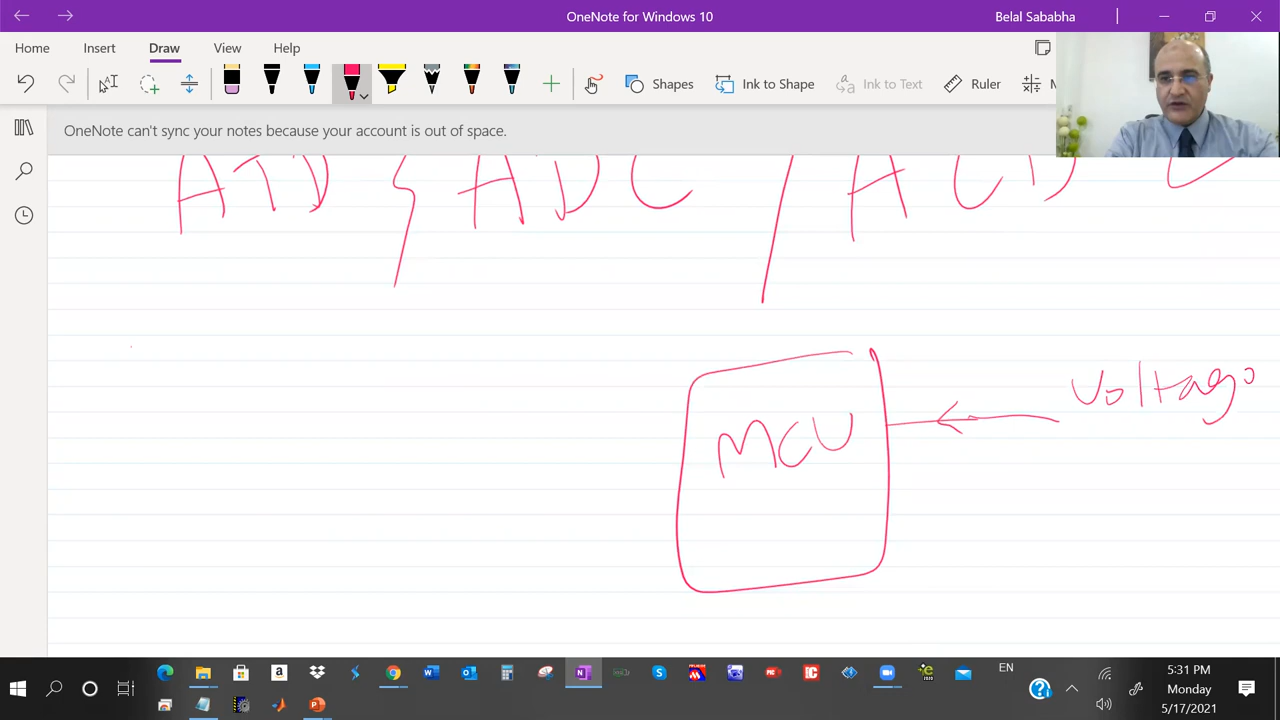 OneNote for Windows 10
Belal Sababha
Home Insert Draw View Help
Shapes Ink to Shape Ink to Text Ruler M
OneNote can't sync your notes because your account is out of space.
ATD / ADC /
MCU
Voltage
EN
5:31 PM
Monday
5/17/2021